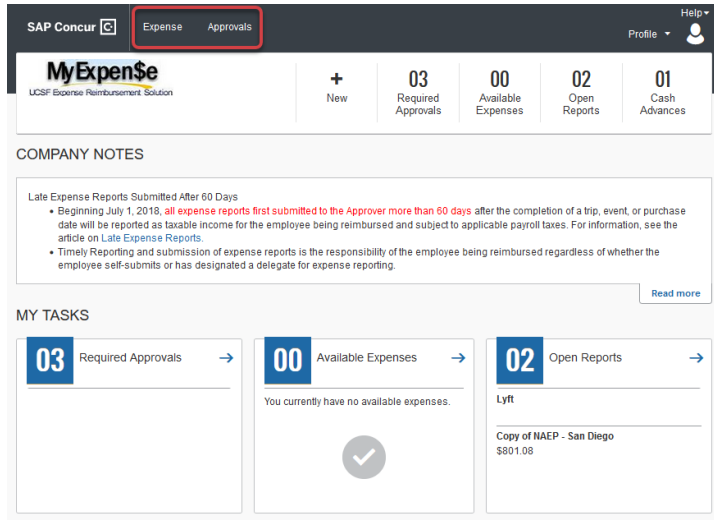 Help
SAP Concur C Expense Approvals
Profile
MyExpen$e
UCSF Expense Reimbursement Solution
+
New
03
Required
Approvals
00
Available
Expenses
02
Open
Reports
01
Cash
Advances
COMPANY NOTES
Late Expense Reports Submitted After 60 Days
• Beginning July 1, 2018, all expense reports first submitted to the Approver more than 60 days after the completion of a trip, event, or purchase
date will be reported as taxable income for the employee being reimbursed and subject to applicable payroll taxes. For information, see the
article on Late Expense Reports.
• Timely Reporting and submission of expense reports is the responsibility of the employee being reimbursed regardless of whether the
employee self-submits or has designated a delegate for expense reporting.
Read more
MY TASKS
03 Required Approvals →
00 Available Expenses →
You currently have no available expenses.
02 Open Reports →
Lyft
Copy of NAEP - San Diego
$801.08